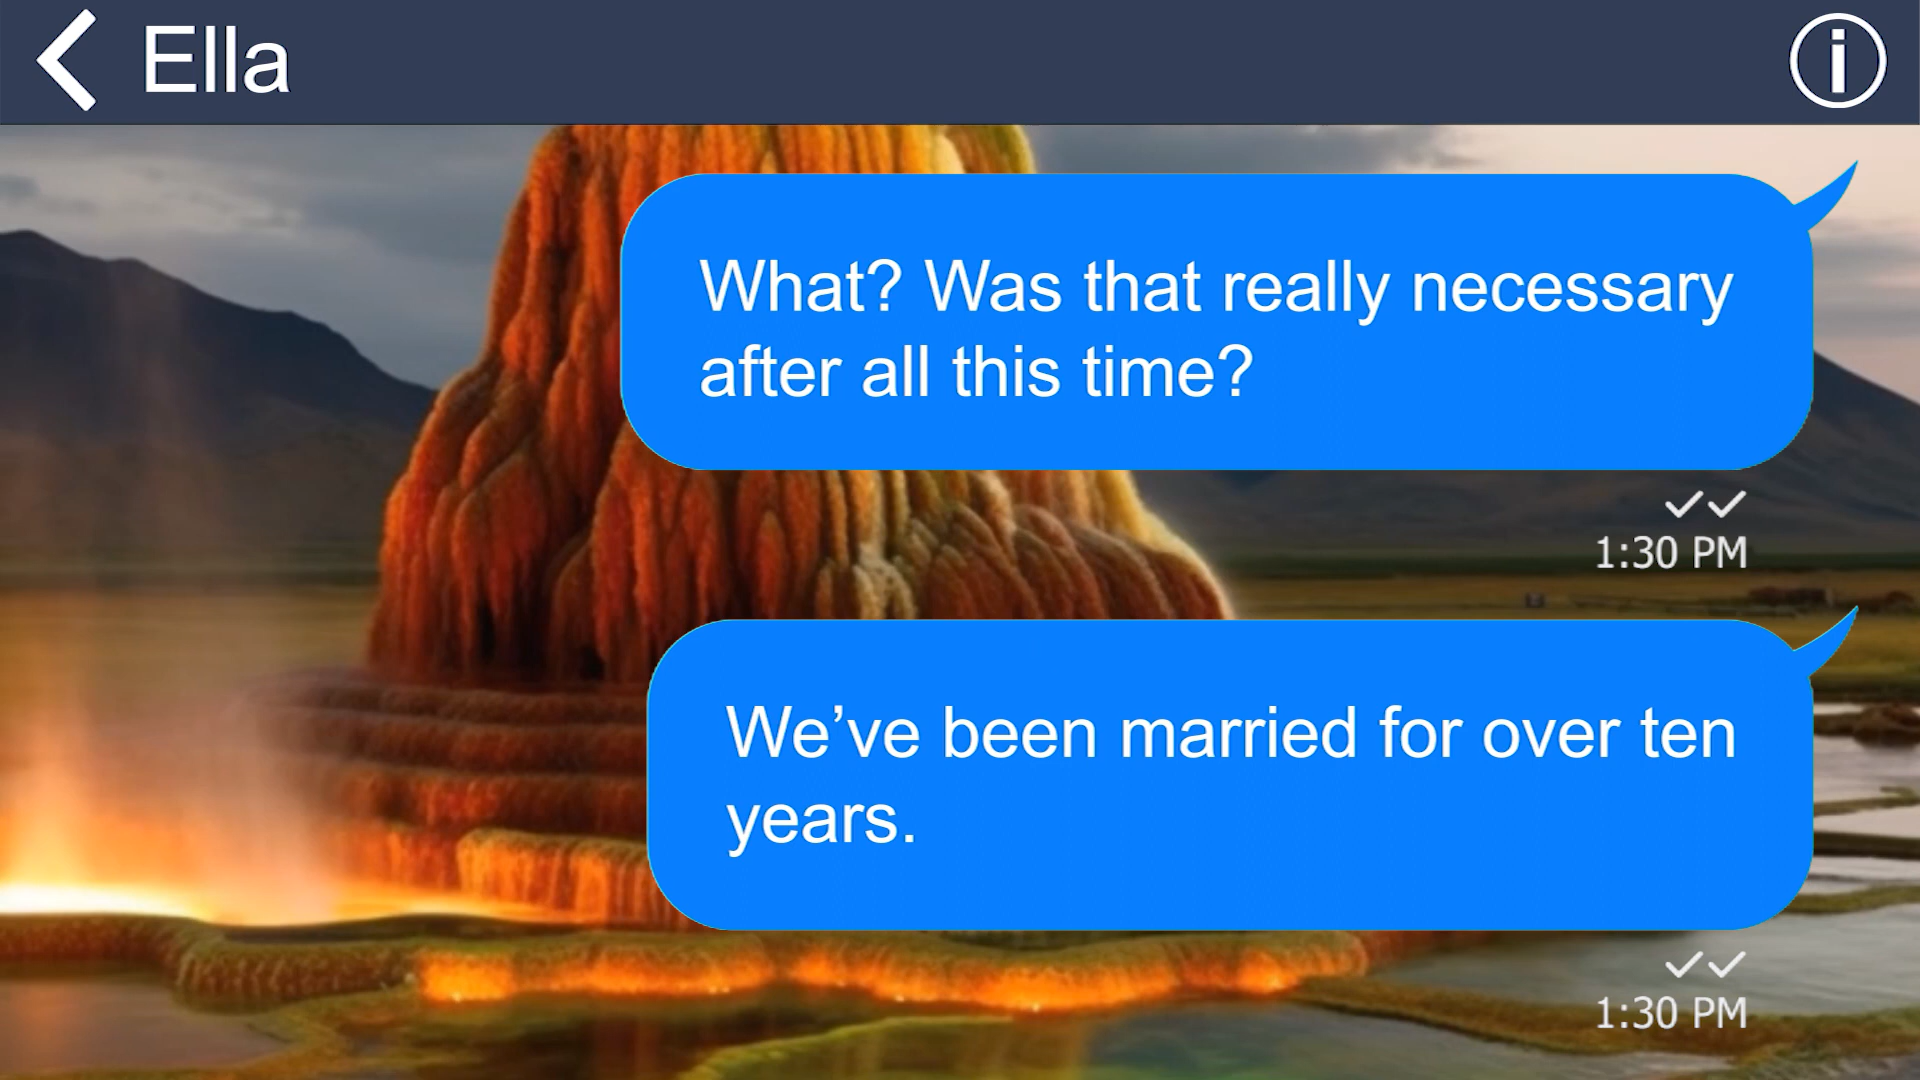 Ella
What? Was that really necessary
after all this time?
1:30 PM
We’ve been married for over ten
years.
1:30 PM